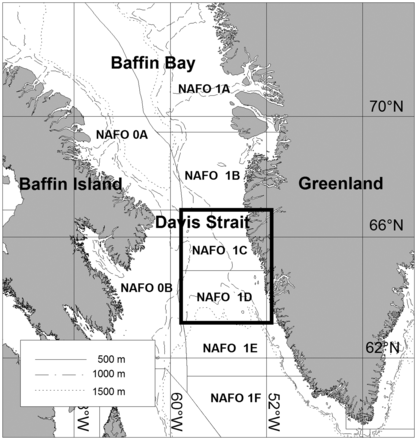 Baffin Bay
NAFO 1A
70°N
NAFO 0A
NAFO 1B
Baffin Island
Greenland
Davis Strait
66°N
NAFO 1C
NAFO 0B
NAFO 1D
NAFO 1E
62°N
500 m
1000 m
1500 m
60°W
52°W
NAFO 1F